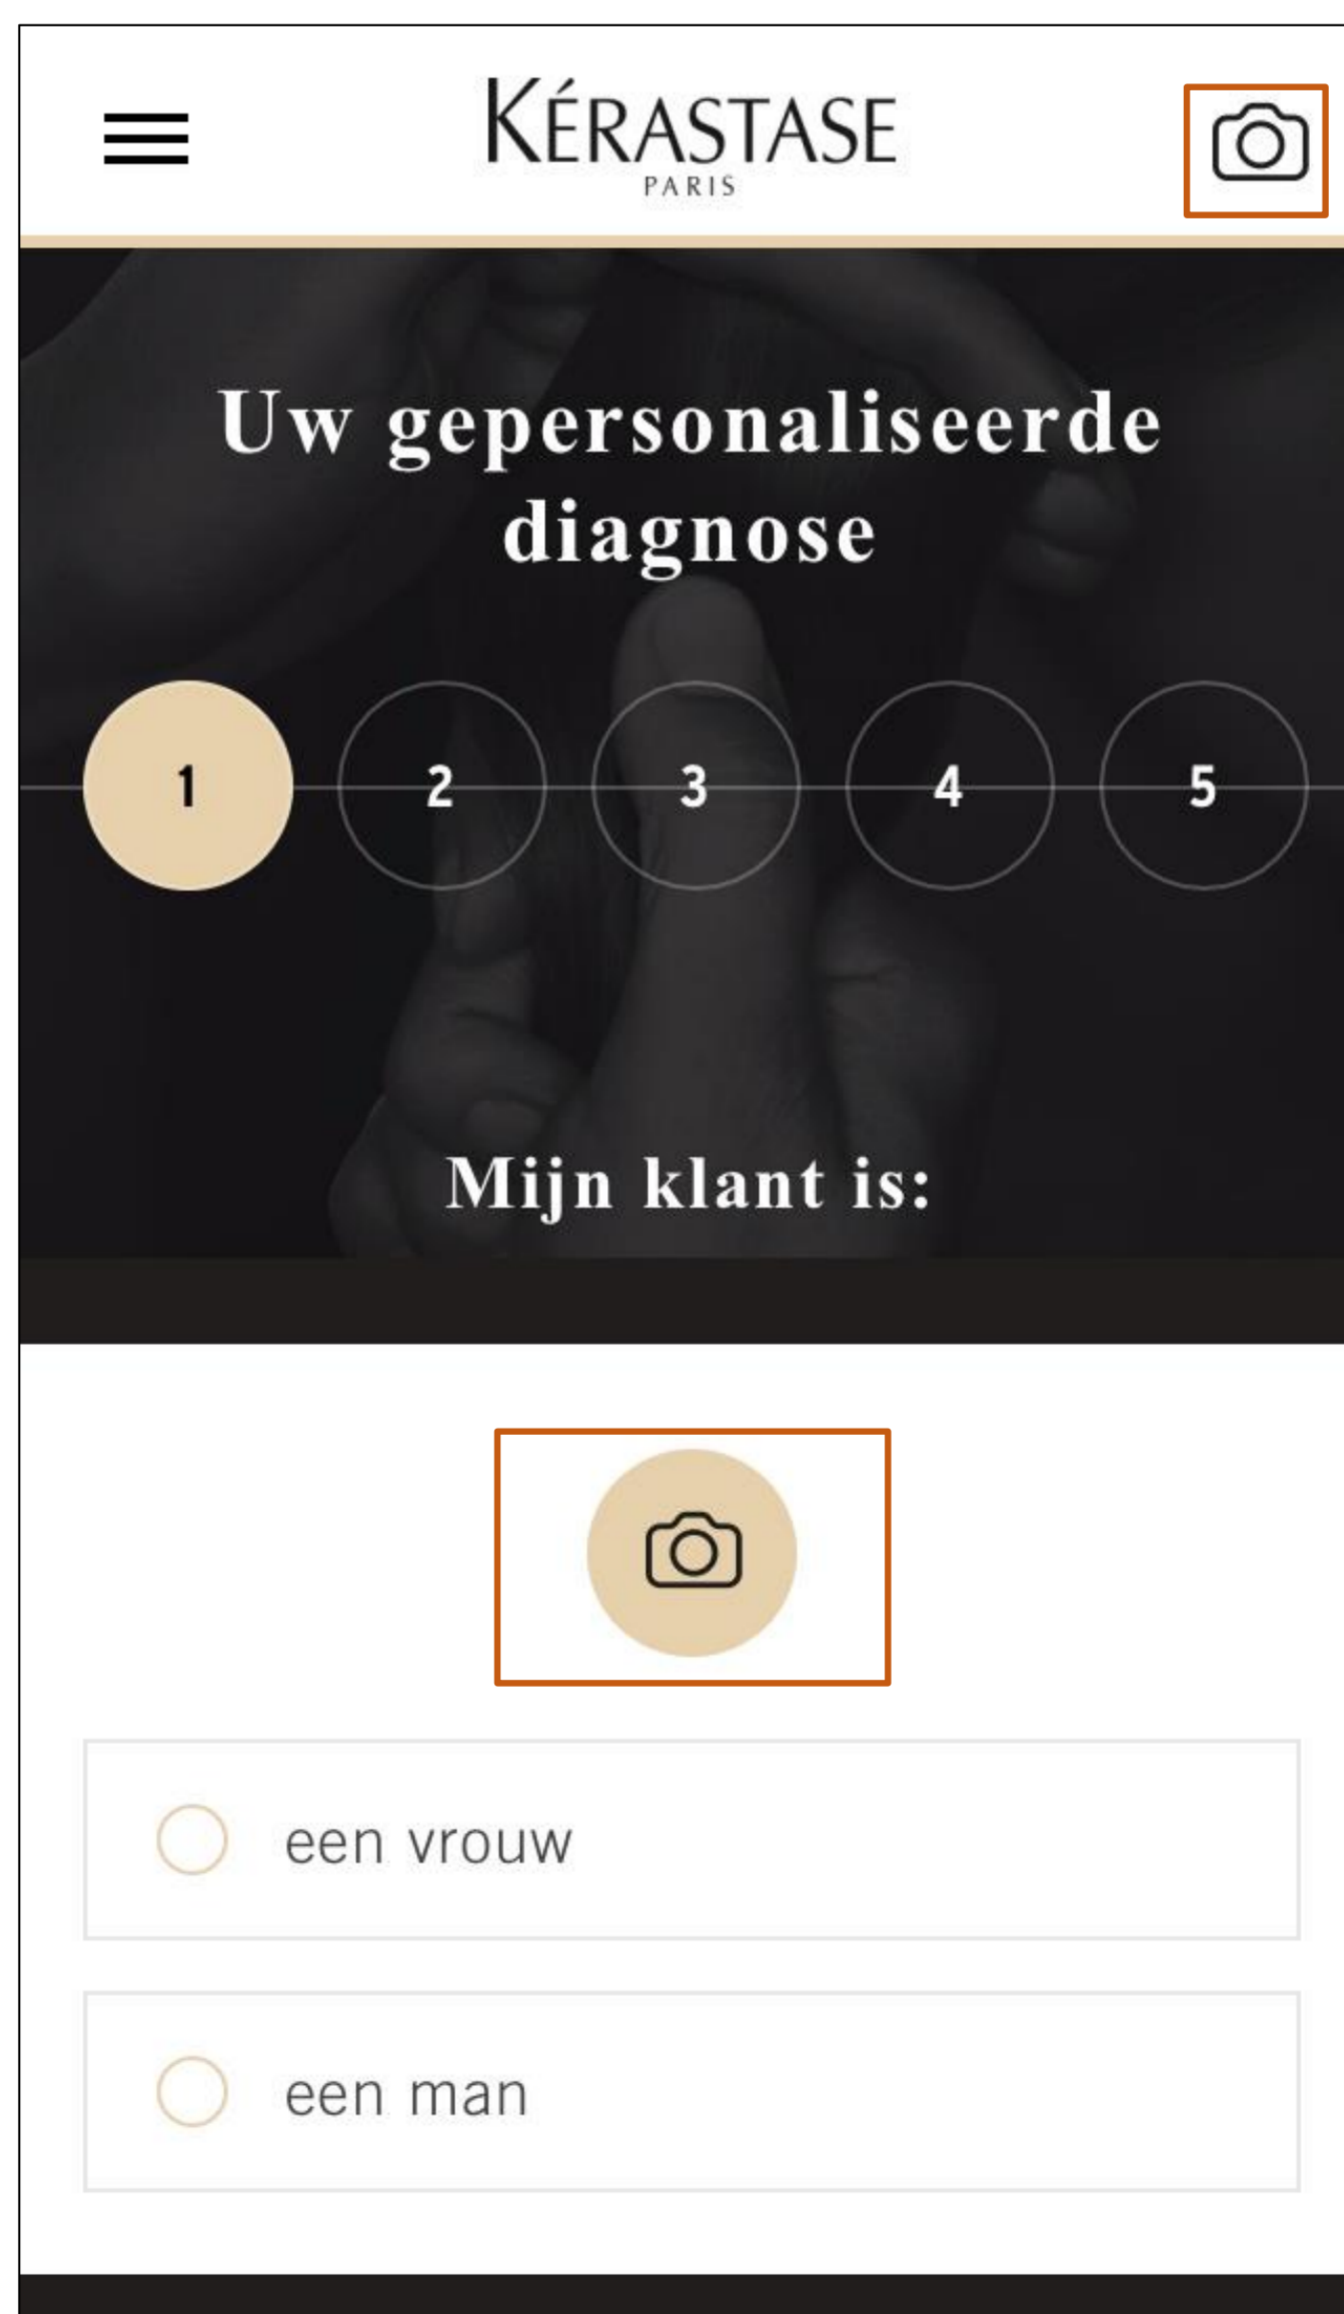 KÉRASTASE
PARIS
Uw gepersonaliseerde
diagnose
1 2 3 4 5
Mijn klant is:
een vrouw
een man